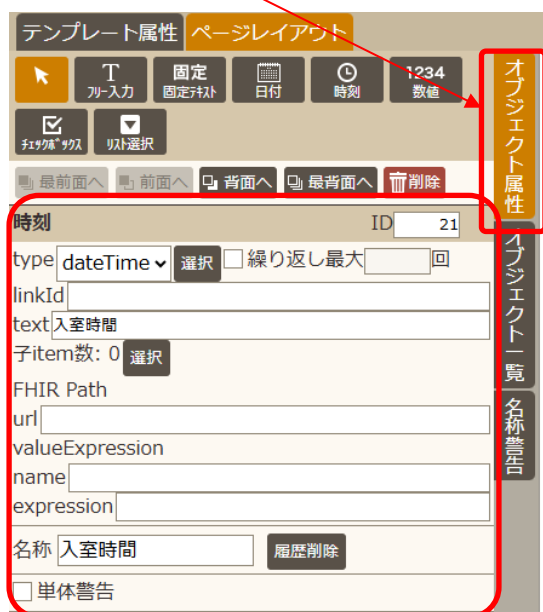 テンプレート属性 ページレイアウト
T フリー入力
固定 固定テキスト
日付
時刻
1234 数値
チェックボックス
リスト選択
最前面へ 前面へ 背面へ 最背面へ 削除
時刻 ID 21
type dateTime 選択 繰り返し最大 回
linkId
text 入室時間
子item数: 0 選択
FHIR Path
url
valueExpression
name
expression
名称 入室時間 履歴削除
単体警告
オブジェクト属性
オブジェクト一覧
名称警告